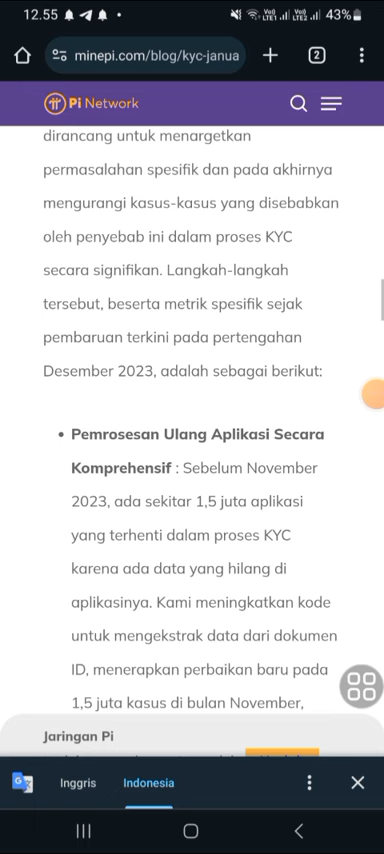 12.55
43%
minepi.com/blog/kyc-janua
2
Pi Network
dirancang untuk menargetkan
permasalahan spesifik dan pada akhirnya
mengurangi kasus-kasus yang disebabkan
oleh penyebab ini dalam proses KYC
secara signifikan. Langkah-langkah
tersebut, beserta metrik spesifik sejak
pembaruan terkini pada pertengahan
Desember 2023, adalah sebagai berikut:
• Pemrosesan Ulang Aplikasi Secara
Komprehensif : Sebelum November
2023, ada sekitar 1,5 juta aplikasi
yang terhenti dalam proses KYC
karena ada data yang hilang di
aplikasinya. Kami meningkatkan kode
untuk mengekstrak data dari dokumen
ID, menerapkan perbaikan baru pada
1,5 juta kasus di bulan November,
Jaringan Pi
Inggris Indonesia